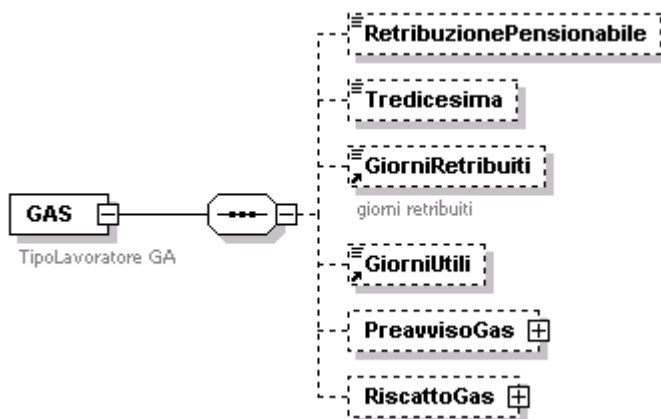 RetribuzionePensionabile
Tredicesima
GiorniRetribuiti
giorni retribuiti
GAS
TipoLavoratore GA
GiorniUtili
PreavvisoGas
RiscattoGas